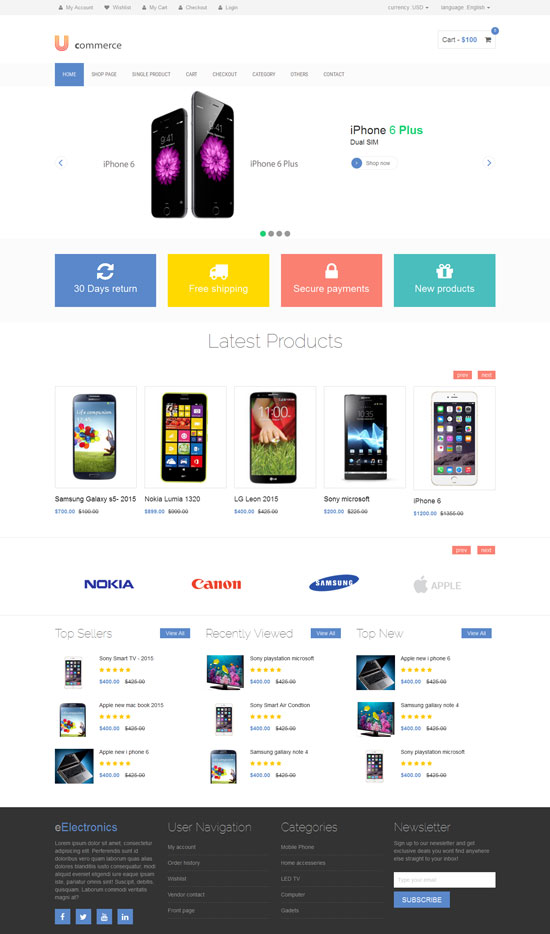 My Account Wishlist My Cart Checkout Login
currency :USD language :English
U commerce
Cart - $100
HOME SHOP PAGE SINGLE PRODUCT CART CHECKOUT CATEGORY OTHERS CONTACT
iPhone 6
iPhone 6 Plus
iPhone 6 Plus
Dual SIM
Shop now
30 Days return
Free shipping
Secure payments
New products
Latest Products
prev next
Samsung Galaxy s5- 2015
$700.00 $100.00
Nokia Lumia 1320
$899.00 $999.00
LG Leon 2015
$400.00 $425.00
Sony microsoft
$200.00 $225.00
iPhone 6
$1200.00 $1355.00
prev next
NOKIA
Canon
SAMSUNG
APPLE
Top Sellers
View All
Sony Smart TV - 2015
$400.00 $425.00
Apple new mac book 2015
$400.00 $425.00
Apple new i phone 6
$400.00 $425.00
Recently Viewed
View All
Sony playstation microsoft
$400.00 $425.00
Sony Smart Air Condtion
$400.00 $425.00
Samsung gallaxy note 4
$400.00 $425.00
Top New
View All
Apple new i phone 6
$400.00 $425.00
Samsung gallaxy note 4
$400.00 $425.00
Sony playstation microsoft
$400.00 $425.00
eElectronics
Lorem ipsum dolor sit amet, consectetur
adipisicing elit. Perferendis sunt id
doloribus vero quam laborum quas alias
dolores blanditiis iusto consequatur, modi
aliquid eveniet eligendi iure eaque ipsam
iste, pariatur omnis sint! Suscipit, debitis,
quisquam. Laborum commodi veritatis
magni at?
User Navigation
My account
Order history
Wishlist
Vendor contact
Front page
Categories
Mobile Phone
Home accesseries
LED TV
Computer
Gadets
Newsletter
Sign up to our newsletter and get
exclusive deals you wont find anywhere
else straight to your inbox!
Type your email
SUBSCRIBE